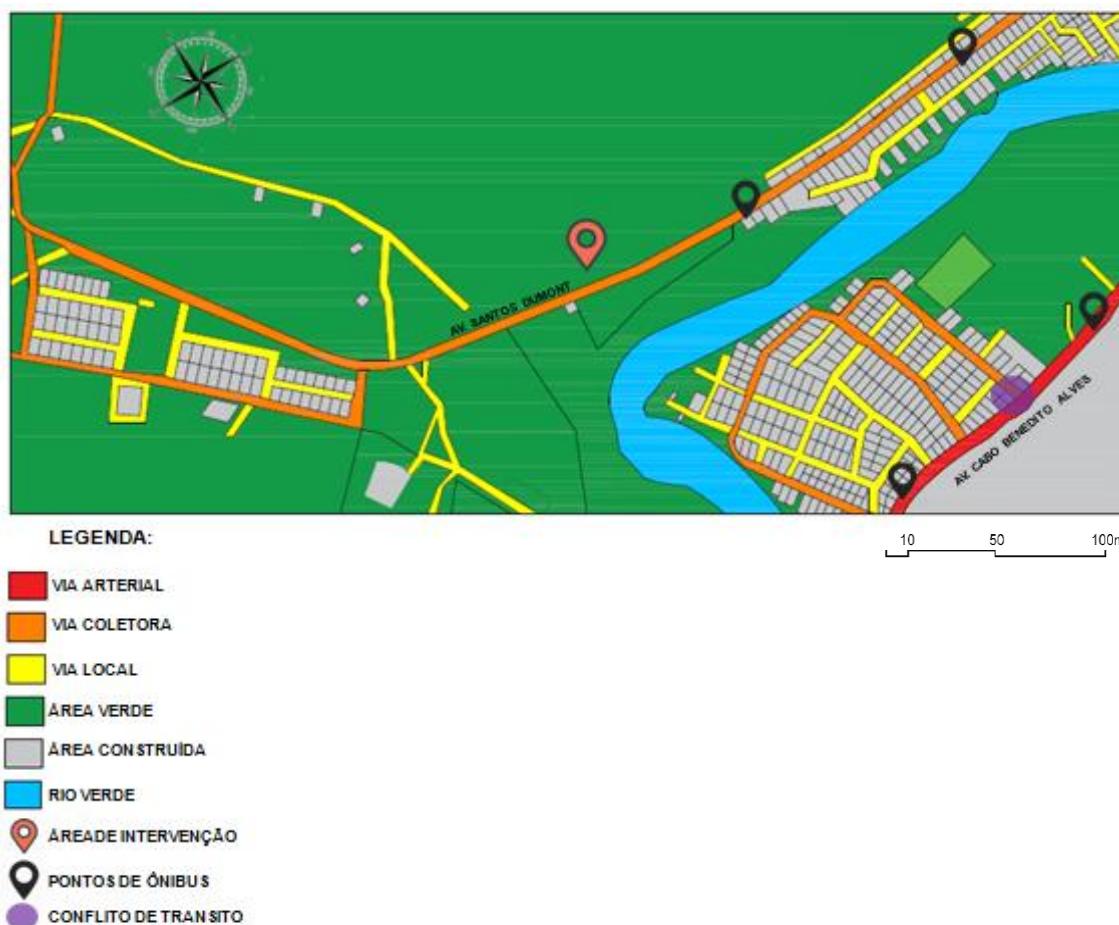 AV. SANTOS DUMONT
AV. CABO BENEDITO ALVES
LEGENDA:
10 50 100m
VIA ARTERIAL
VIA COLETORA
VIA LOCAL
ÁREA VERDE
ÁREA CONSTRUÍDA
RIO VERDE
ÁREADE INTERVENÇÃO
PONTOS DE ÔNIBUS
CONFLITO DE TRANSITO